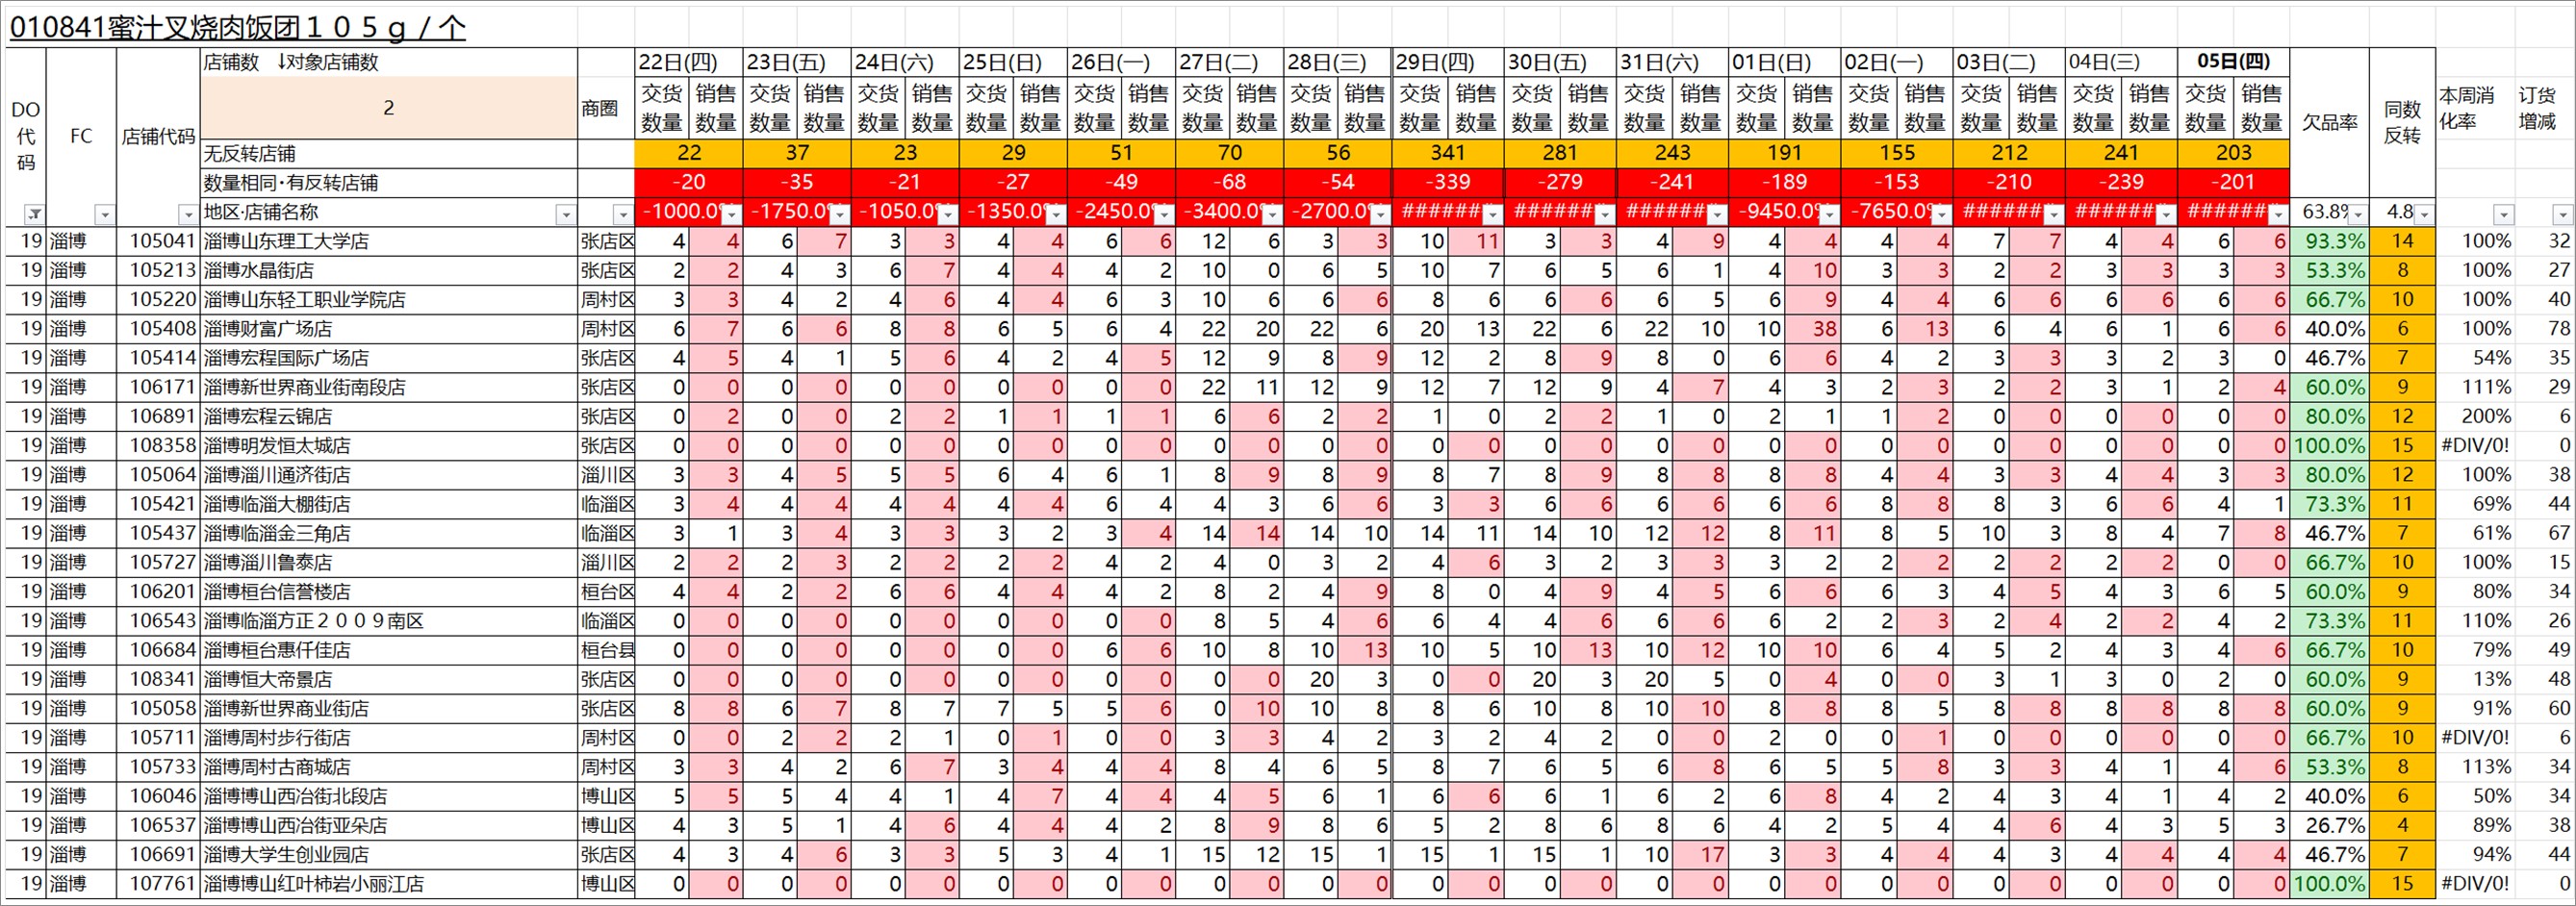 010841蜜汁叉烧肉饭团１０５ｇ／个
DO代码 FC 店铺代码 店铺数 ↓对象店铺数 商圈 22日(四) 23日(五) 24日(六) 25日(日) 26日(一) 27日(二) 28日(三) 29日(四) 30日(五) 31日(六) 01日(日) 02日(一) 03日(二) 04日(三) 05日(四) 欠品率 同数反转 本周消化率 订货增减
2 交货数量 销售数量 交货数量 销售数量 交货数量 销售数量 交货数量 销售数量 交货数量 销售数量 交货数量 销售数量 交货数量 销售数量 交货数量 销售数量 交货数量 销售数量 交货数量 销售数量 交货数量 销售数量 交货数量 销售数量 交货数量 销售数量 交货数量 销售数量 交货数量 销售数量
无反转店铺 22 37 23 29 51 70 56 341 281 243 191 155 212 241 203
数量相同·有反转店铺 -20 -35 -21 -27 -49 -68 -54 -339 -279 -241 -189 -153 -210 -239 -201
地区·店铺名称 -1000.0% -1750.0% -1050.0% -1350.0% -2450.0% -3400.0% -2700.0% ###### ###### ###### -9450.0% -7650.0% ###### ###### ###### 63.8% 4.8
19 淄博 105041 淄博山东理工大学店 张店区 4 4 6 7 3 3 4 4 6 6 12 6 3 3 10 11 3 3 4 9 4 4 4 4 7 7 4 4 6 6 93.3% 14 100% 32
19 淄博 105213 淄博水晶街店 张店区 2 2 4 3 6 7 4 4 4 2 10 0 6 5 10 7 6 5 6 1 4 10 3 3 2 2 3 3 3 3 53.3% 8 100% 27
19 淄博 105220 淄博山东轻工职业学院店 周村区 3 3 4 2 4 6 4 4 6 3 10 6 6 6 8 6 6 6 6 5 6 9 4 4 6 6 6 6 6 6 66.7% 10 100% 40
19 淄博 105408 淄博财富广场店 周村区 6 7 6 6 8 8 6 5 6 4 22 20 22 6 20 13 22 6 22 10 10 38 6 13 6 4 6 1 6 6 40.0% 6 100% 78
19 淄博 105414 淄博宏程国际广场店 张店区 4 5 4 1 5 6 4 2 4 5 12 9 8 9 12 2 8 9 8 0 6 6 4 2 3 3 3 2 3 0 46.7% 7 54% 35
19 淄博 106171 淄博新世界商业街南段店 张店区 0 0 0 0 0 0 0 0 0 0 22 11 12 9 12 7 12 9 4 7 4 3 2 3 2 2 3 1 2 4 60.0% 9 111% 29
19 淄博 106891 淄博宏程云锦店 张店区 0 2 0 0 2 2 1 1 1 1 6 6 2 2 1 0 2 2 1 0 2 1 1 2 0 0 0 0 0 0 80.0% 12 200% 6
19 淄博 108358 淄博明发恒太城店 张店区 0 0 0 0 0 0 0 0 0 0 0 0 0 0 0 0 0 0 0 0 0 0 0 0 0 0 0 0 0 0 100.0% 15 #DIV/0! 0
19 淄博 105064 淄博淄川通济街店 淄川区 3 3 4 5 5 5 6 4 6 1 8 9 8 9 8 7 8 9 8 8 8 8 4 4 3 3 4 4 3 3 80.0% 12 100% 38
19 淄博 105421 淄博临淄大棚街店 临淄区 3 4 4 4 4 4 4 4 6 4 4 3 6 6 3 3 6 6 6 6 6 6 8 8 8 3 6 6 4 1 73.3% 11 69% 44
19 淄博 105437 淄博临淄金三角店 临淄区 3 1 3 4 3 3 3 2 3 4 14 14 14 10 14 11 14 10 12 12 8 11 8 5 10 3 8 4 7 8 46.7% 7 61% 67
19 淄博 105727 淄博淄川鲁泰店 淄川区 2 2 2 3 2 2 2 2 4 2 4 0 3 2 4 6 3 2 3 3 3 2 2 2 2 2 2 2 0 0 66.7% 10 100% 15
19 淄博 106201 淄博桓台信誉楼店 桓台区 4 4 2 2 6 6 4 4 4 2 8 2 4 9 8 0 4 9 4 5 6 6 6 3 4 5 4 3 6 5 60.0% 9 80% 34
19 淄博 106543 淄博临淄方正２００９南区 临淄区 0 0 0 0 0 0 0 0 0 0 8 5 4 6 6 4 4 6 6 6 6 2 2 3 2 4 2 2 4 2 73.3% 11 110% 26
19 淄博 106684 淄博桓台惠仟佳店 桓台县 0 0 0 0 0 0 0 0 6 6 10 8 10 13 10 5 10 13 10 12 10 10 6 4 5 2 4 3 4 6 66.7% 10 79% 49
19 淄博 108341 淄博恒大帝景店 张店区 0 0 0 0 0 0 0 0 0 0 0 0 20 3 0 0 20 3 20 5 0 4 0 0 3 1 3 0 2 0 60.0% 9 13% 48
19 淄博 105058 淄博新世界商业街店 张店区 8 8 6 7 8 7 7 5 5 6 0 10 10 8 8 6 10 8 10 10 8 8 8 5 8 8 8 8 8 8 60.0% 9 91% 60
19 淄博 105711 淄博周村步行街店 周村区 0 0 2 2 2 1 0 1 0 0 3 3 4 2 3 2 4 2 0 0 2 0 0 1 0 0 0 0 0 0 66.7% 10 #DIV/0! 6
19 淄博 105733 淄博周村古商城店 周村区 3 3 4 2 6 7 3 4 4 4 8 4 6 5 8 7 6 5 6 8 6 5 5 8 3 3 4 1 4 6 53.3% 8 113% 34
19 淄博 106046 淄博博山西冶街北段店 博山区 5 5 5 4 4 1 4 7 4 4 4 5 6 1 6 6 6 1 6 2 6 8 4 2 4 3 4 1 4 2 40.0% 6 50% 34
19 淄博 106537 淄博博山西冶街亚朵店 博山区 4 3 5 1 4 6 4 4 4 2 8 9 8 6 5 2 8 6 8 6 4 2 5 4 4 6 4 3 5 3 26.7% 4 89% 38
19 淄博 106691 淄博大学生创业园店 张店区 4 3 4 6 3 3 5 3 4 1 15 12 15 1 15 1 15 1 10 17 3 3 4 4 4 3 4 4 4 4 46.7% 7 94% 44
19 淄博 107761 淄博博山红叶柿岩小丽江店 博山区 0 0 0 0 0 0 0 0 0 0 0 0 0 0 0 0 0 0 0 0 0 0 0 0 0 0 0 0 0 0 100.0% 15 #DIV/0! 0